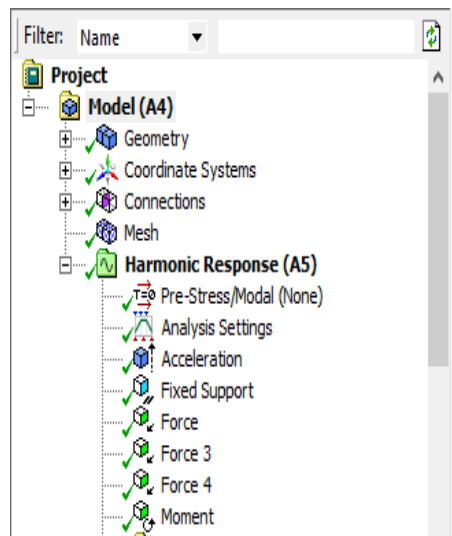 Filter: Name
Project
Model (A4)
Geometry
Coordinate Systems
Connections
Mesh
Harmonic Response (A5)
T=0 Pre-Stress/Modal (None)
Analysis Settings
Acceleration
Fixed Support
Force
Force 3
Force 4
Moment